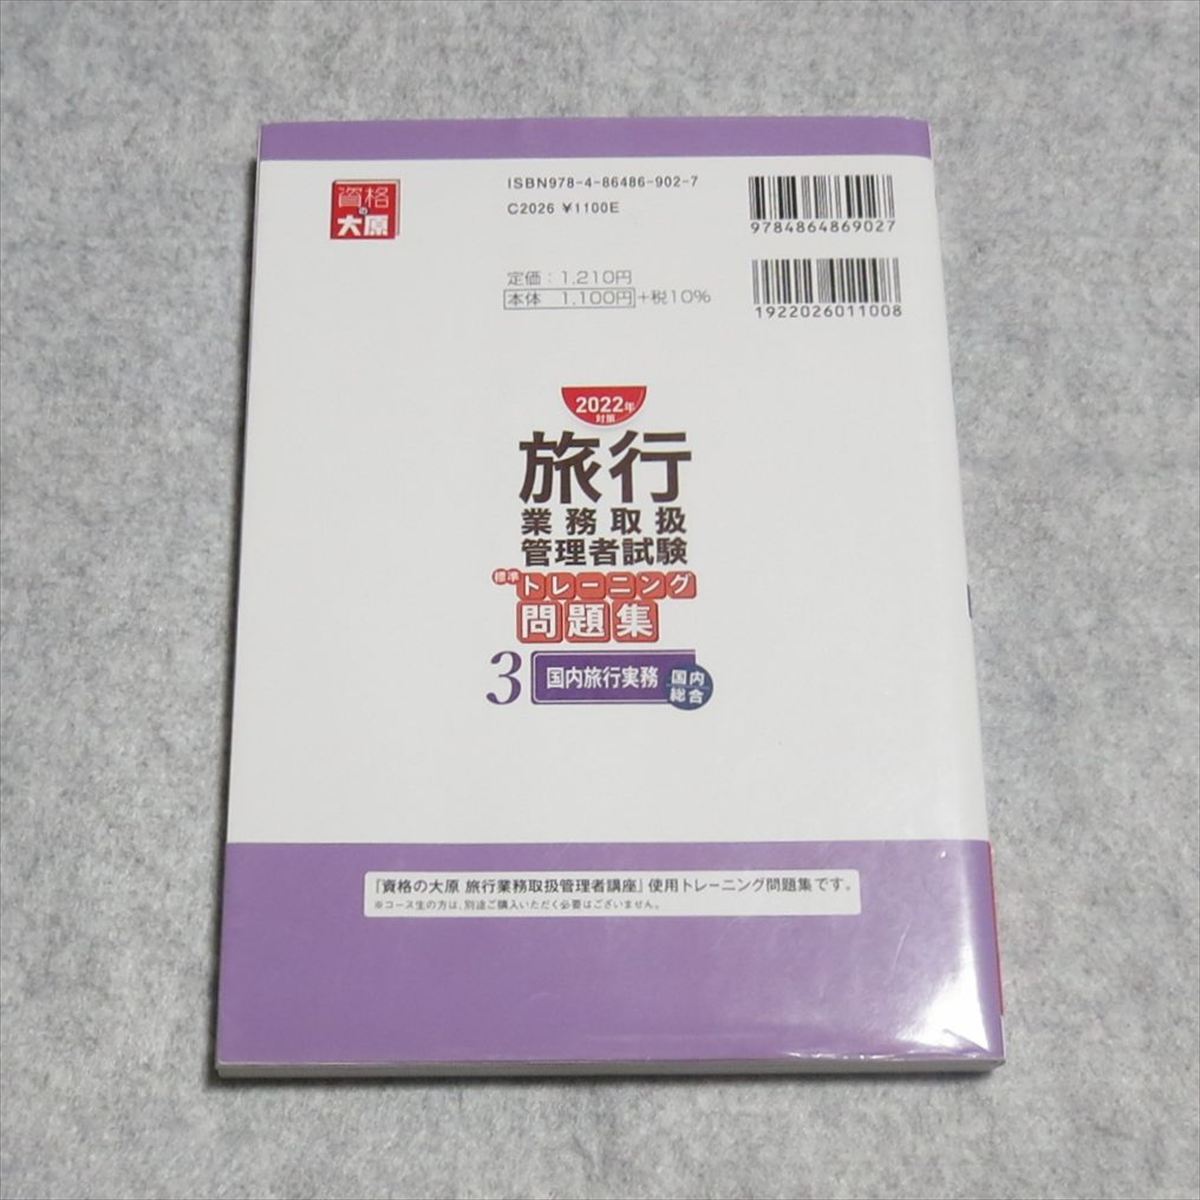 資格の
大原
ISBN978-4-86486-902-7
C2026 ¥1100E
9784864869027
定価：1,210円
本体 1,100円+税10%
1922026011008
2022年
対策
旅行
業務取扱
管理者試験
標準トレーニング
問題集
3 国内旅行実務 国内
総合
『資格の大原 旅行業務取扱管理者講座』使用トレーニング問題集です。
※コース生の方は、別途ご購入いただく必要はございません。